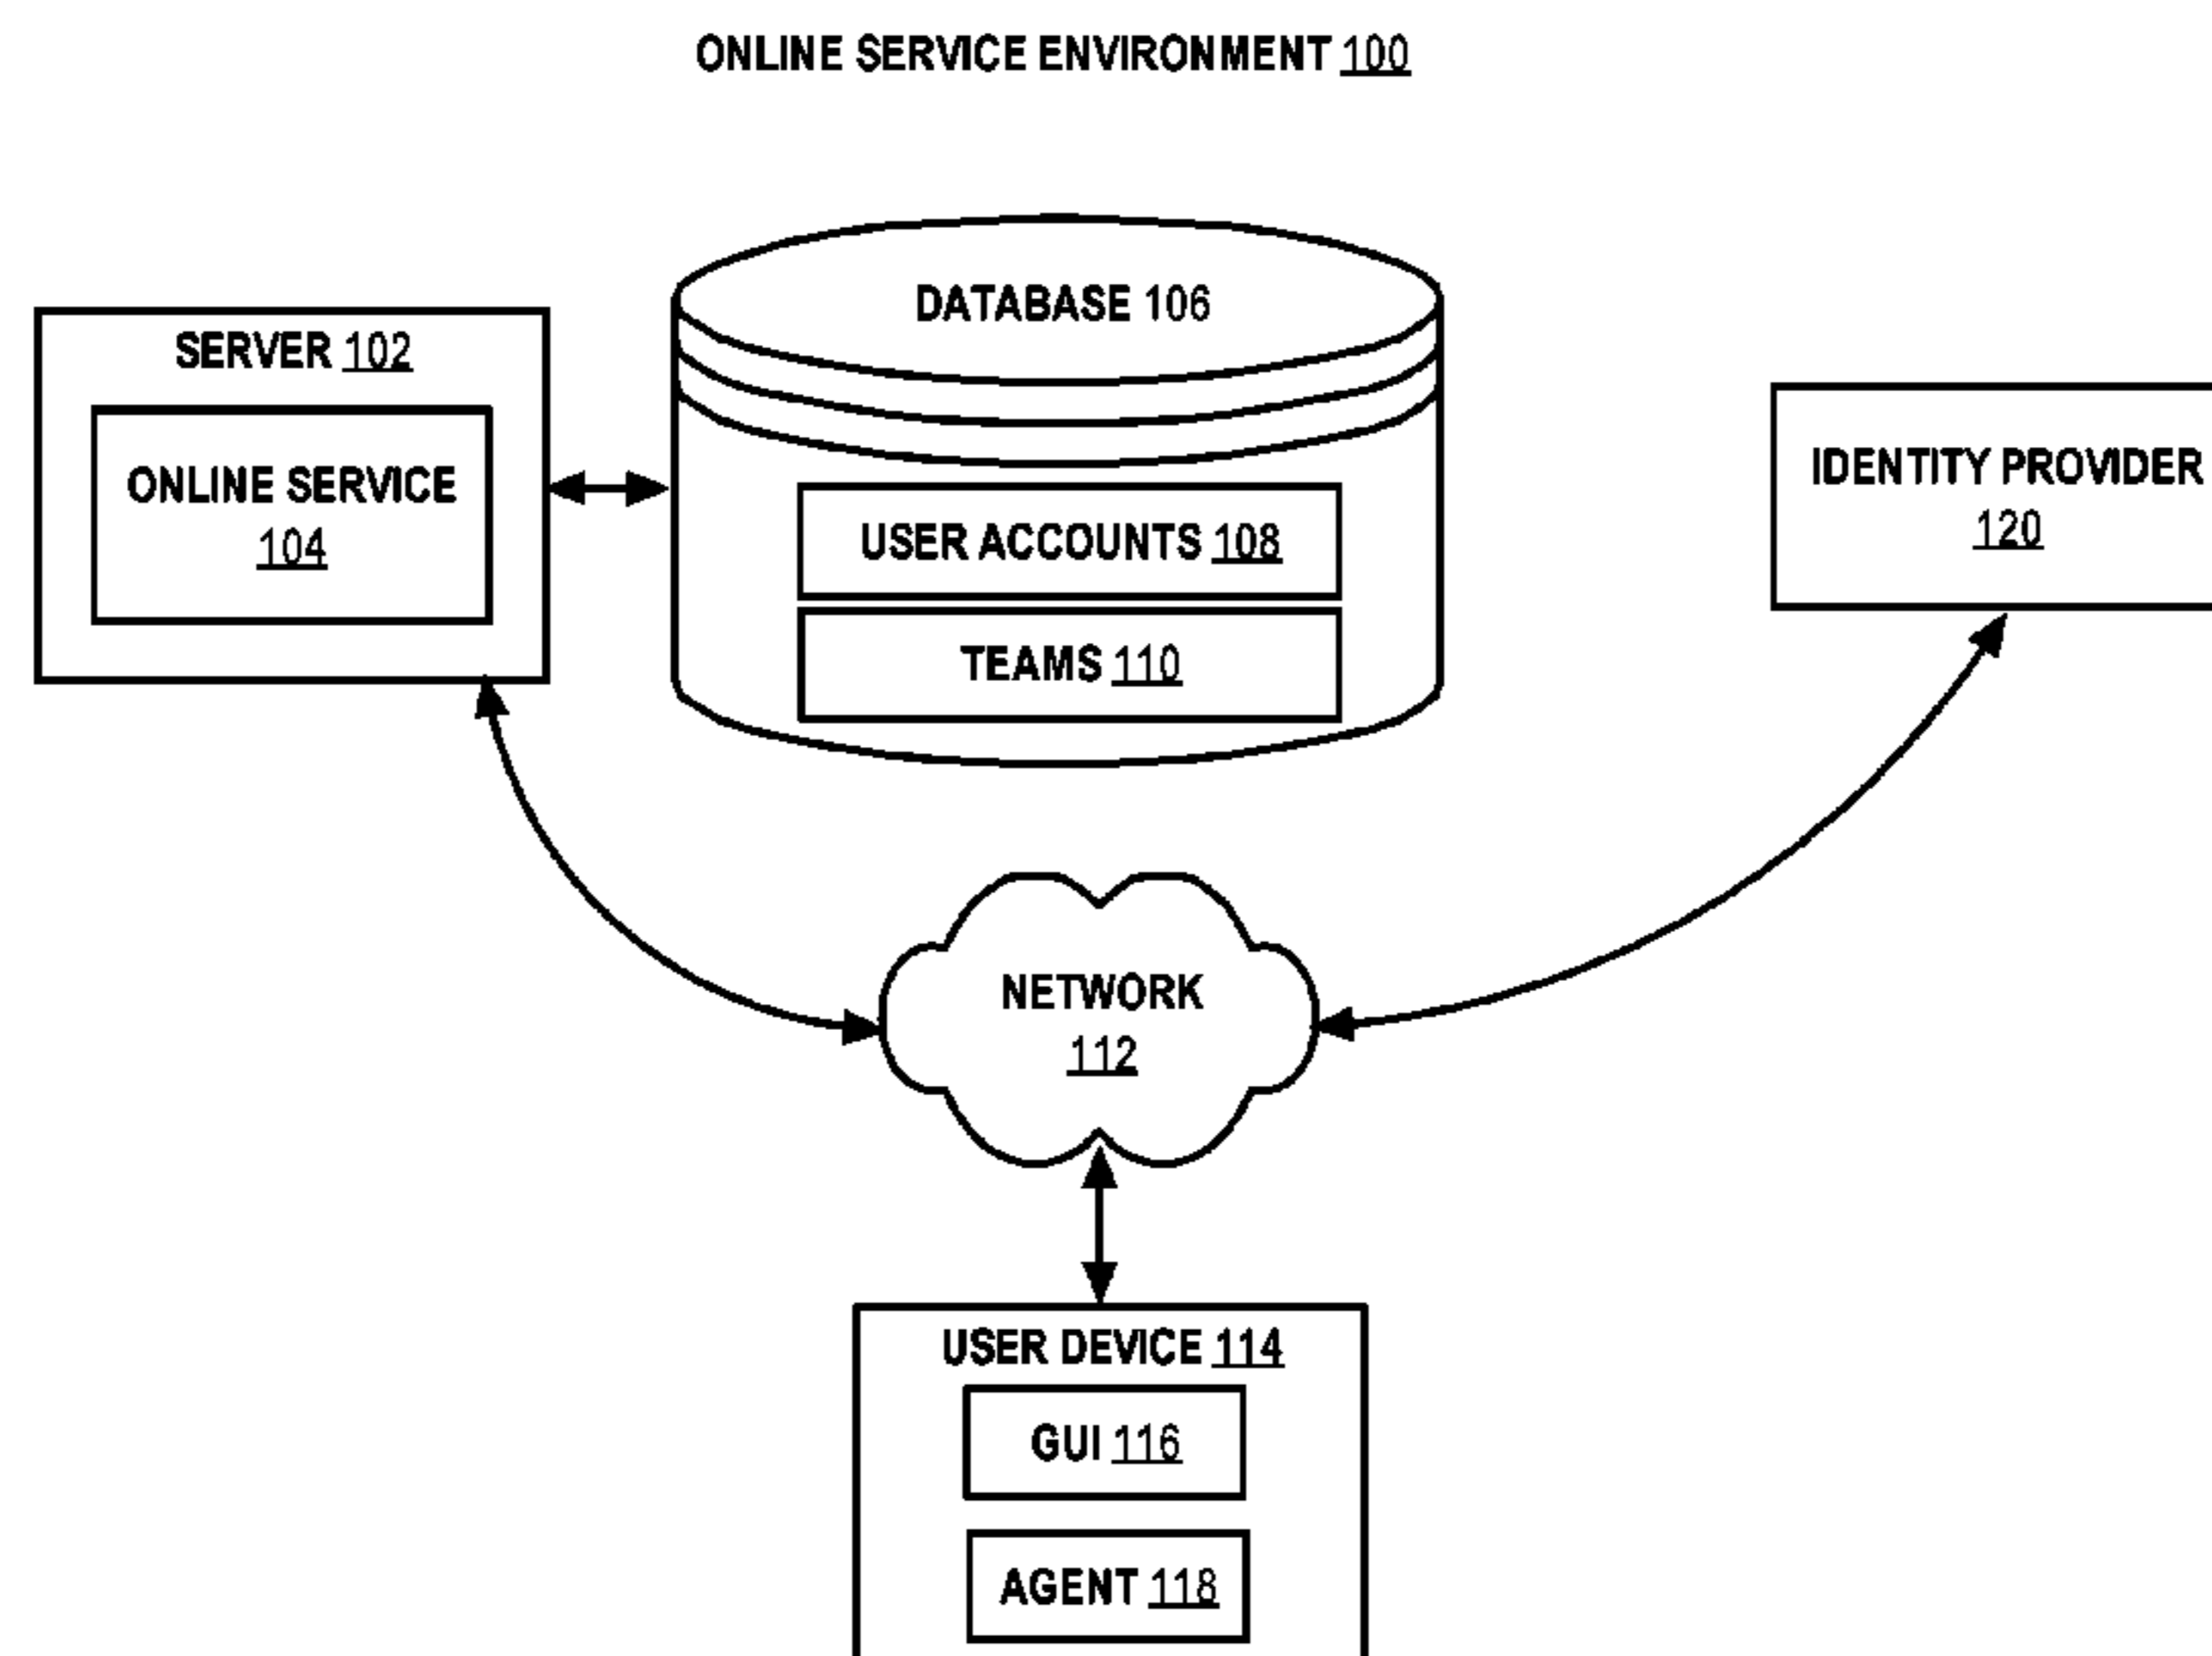 ONLINE SERVICE ENVIRONMENT 100
DATABASE 106
SERVER 102
ONLINE SERVICE
104
USER ACCOUNTS 108
TEAMS 110
IDENTITY PROVIDER
120
NETWORK
112
USER DEVICE 114
GUI 116
AGENT 118